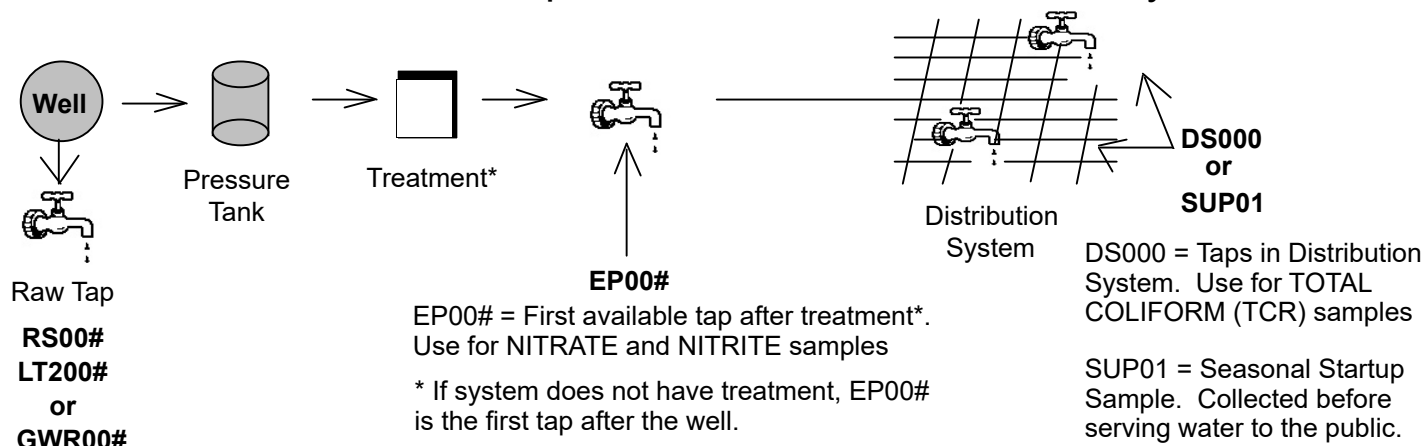 Well
Pressure
Tank
Treatment*
Raw Tap
RS00#
LT200#
or
GWR00#
EP00#
EP00# = First available tap after treatment*.
Use for NITRATE and NITRITE samples
* If system does not have treatment, EP00#
is the first tap after the well.
Distribution
System
DS000
or
SUP01
DS000 = Taps in Distribution
System. Use for TOTAL
COLIFORM (TCR) samples
SUP01 = Seasonal Startup
Sample. Collected before
serving water to the public.